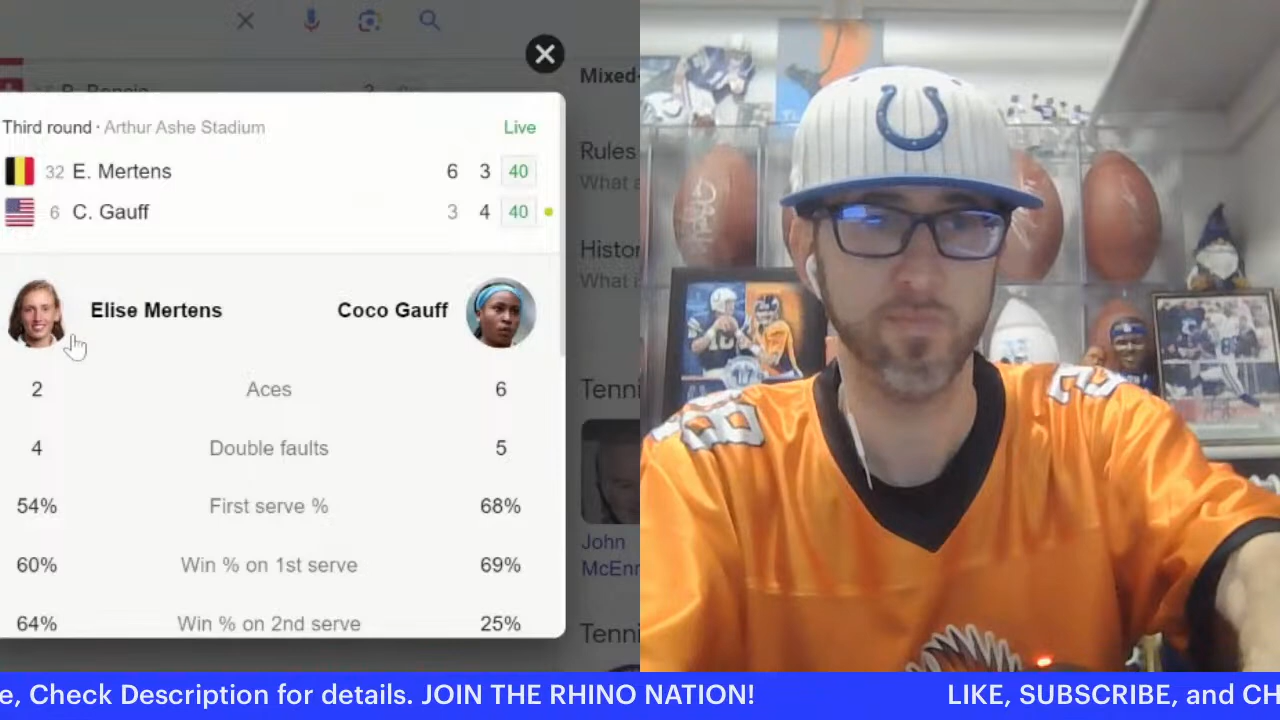 Mixed-
Third round · Arthur Ashe Stadium
Live
32 E. Mertens 6 3 40
6 C. Gauff 3 4 40
Elise Mertens
Coco Gauff
2 Aces 6
4 Double faults 5
54% First serve % 68%
60% Win % on 1st serve 69%
64% Win % on 2nd serve 25%
Rules
What a
Histor
What i
Tenni
John
McEnr
Tenni
e, Check Description for details. JOIN THE RHINO NATION!
LIKE, SUBSCRIBE, and CH